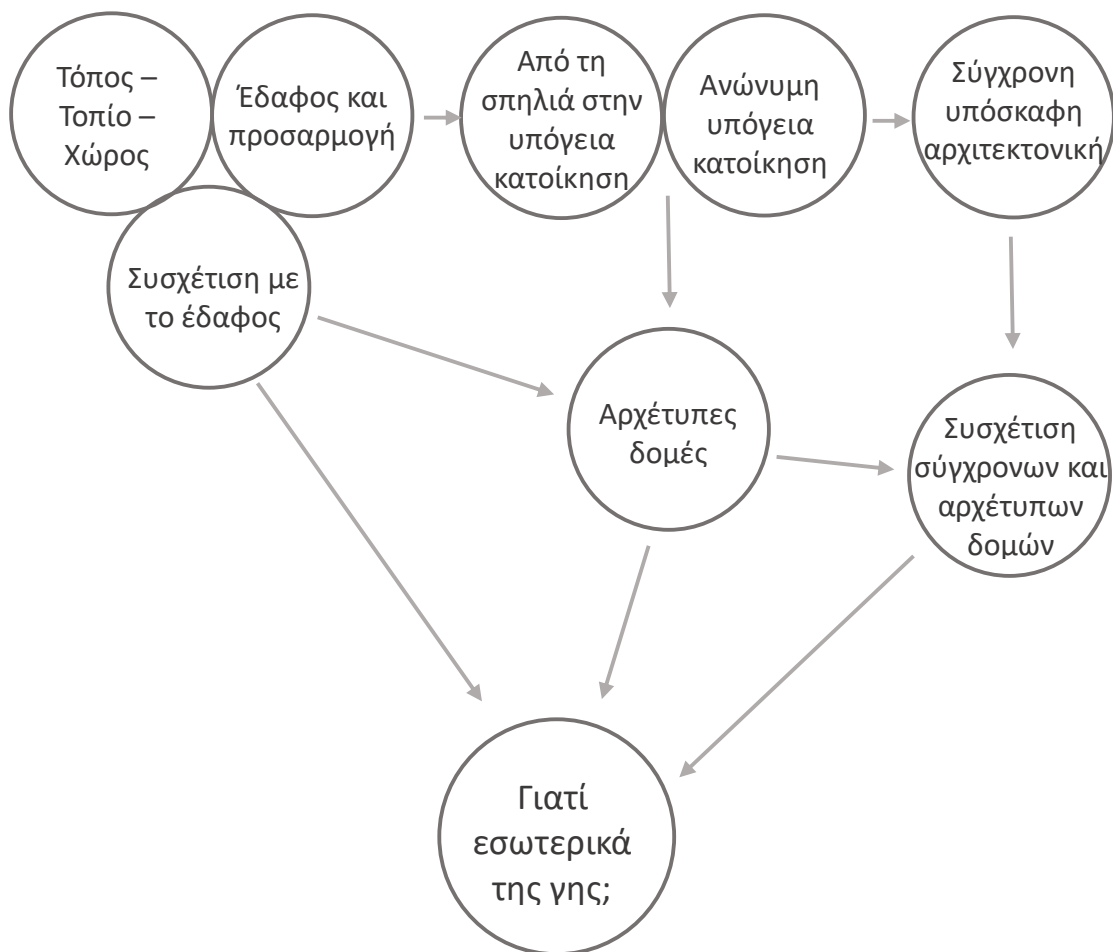 Τόπος –
Τοπίο –
Χώρος
Έδαφος και
προσαρμογή
Από τη
σπηλιά στην
υπόγεια
κατοίκηση
Ανώνυμη
υπόγεια
κατοίκηση
Σύγχρονη
υπόσκαφη
αρχιτεκτονική
Συσχέτιση με
το έδαφος
Αρχέτυπες
δομές
Συσχέτιση
σύγχρονων και
αρχέτυπων
δομών
Γιατί
εσωτερικά
της γης;